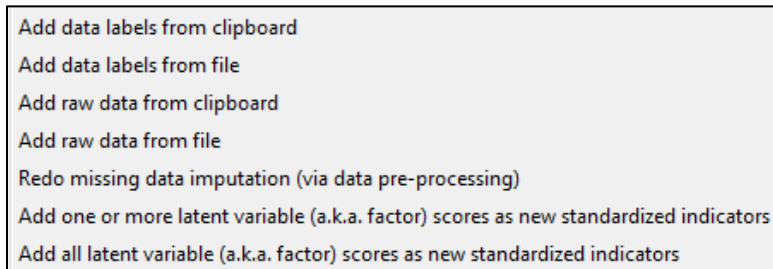 Add data labels from clipboard
Add data labels from file
Add raw data from clipboard
Add raw data from file
Redo missing data imputation (via data pre-processing)
Add one or more latent variable (a.k.a. factor) scores as new standardized indicators
Add all latent variable (a.k.a. factor) scores as new standardized indicators